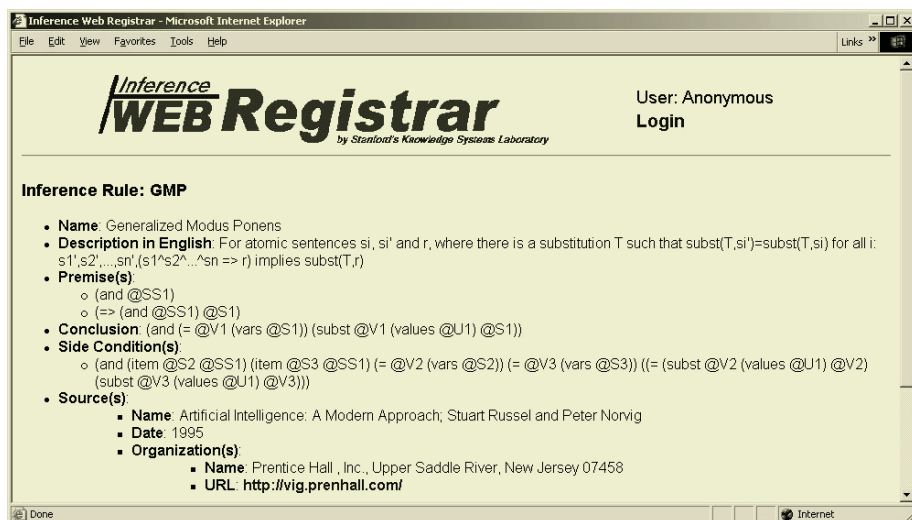 Inference Web Registrar - Microsoft Internet Explorer
File Edit View Favorites Tools Help Links »
Inference
WEB Registrar
by Stanford's Knowledge Systems Laboratory
User: Anonymous
Login
Inference Rule: GMP
• Name: Generalized Modus Ponens
• Description in English: For atomic sentences si, si' and r, where there is a substitution T such that subst(T,si')=subst(T,si) for all i:
s1',s2',...,sn',(s1^s2^...^sn => r) implies subst(T,r)
• Premise(s):
o (and @SS1)
o (=> (and @SS1) @S1)
• Conclusion: (and (= @V1 (vars @S1)) (subst @V1 (values @U1) @S1))
• Side Condition(s):
o (and (item @S2 @SS1) (item @S3 @SS1) (= @V2 (vars @S2)) (= @V3 (vars @S3)) ((= (subst @V2 (values @U1) @V2)
(subst @V3 (values @U1) @V3)))
• Source(s):
▪ Name: Artificial Intelligence: A Modern Approach; Stuart Russel and Peter Norvig
▪ Date: 1995
▪ Organization(s):
▪ Name: Prentice Hall , Inc., Upper Saddle River, New Jersey 07458
▪ URL: http://vig.prenhall.com/
Done Internet